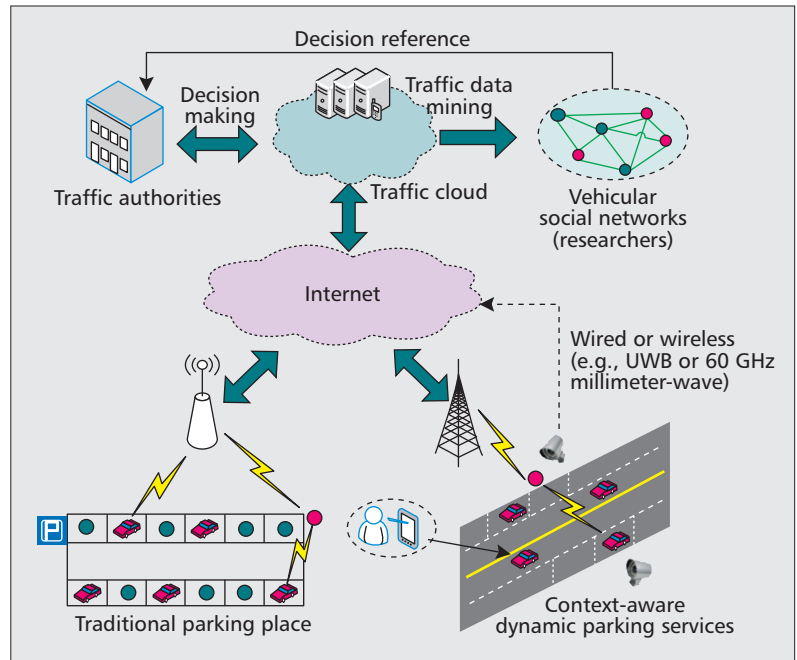 Decision reference
Decision
making
Traffic data
mining
Traffic authorities
Traffic cloud
Vehicular
social networks
(researchers)
Internet
Wired or wireless
(e.g., UWB or 60 GHz
millimeter-wave)
P
Traditional parking place
Context-aware
dynamic parking services